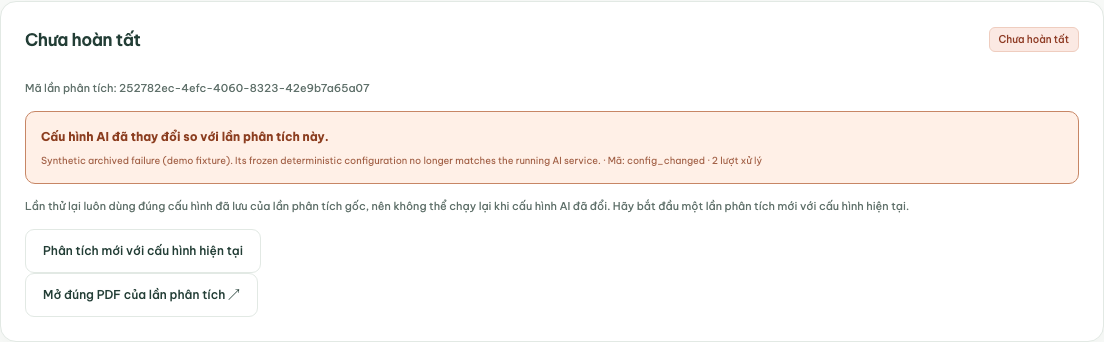 Chưa hoàn tất
Chưa hoàn tất
Mã lần phân tích: 252782ec-4efc-4060-8323-42e9b7a65a07
Cấu hình AI đã thay đổi so với lần phân tích này.
Synthetic archived failure (demo fixture). Its frozen deterministic configuration no longer matches the running AI service. · Mã: config_changed · 2 lượt xử lý
Lần thử lại luôn dùng đúng cấu hình đã lưu của lần phân tích gốc, nên không thể chạy lại khi cấu hình AI đã đổi. Hãy bắt đầu một lần phân tích mới với cấu hình hiện tại.
Phân tích mới với cấu hình hiện tại
Mở đúng PDF của lần phân tích ↗